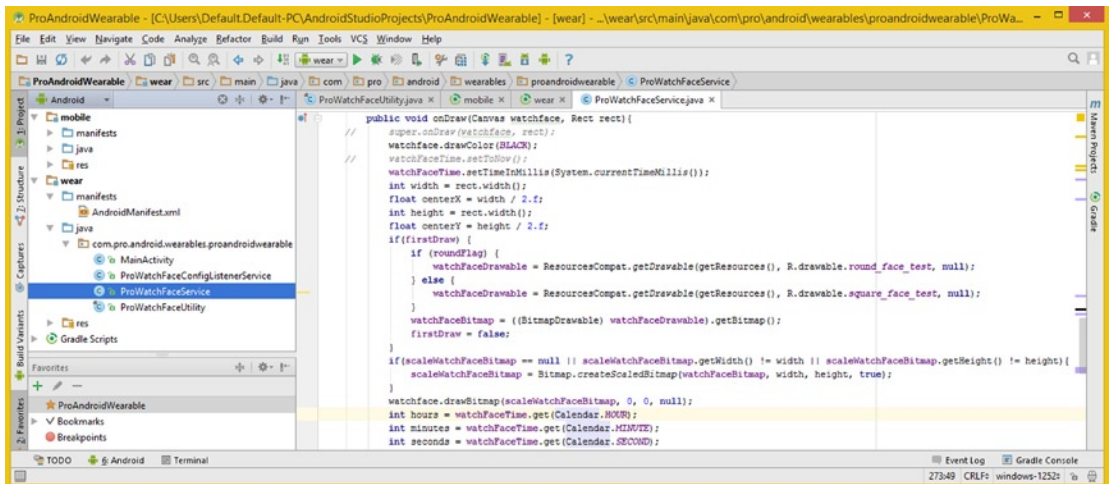 ProAndroidWearable - [C:\Users\Default.Default-PC\AndroidStudioProjects\ProAndroidWearable] - [wear] - ...\wear\src\main\java\com\pro\android\wearables\proandroidwearable\ProWa...
File Edit View Navigate Code Analyze Refactor Build Run Tools VCS Window Help
wear
ProAndroidWearable wear src main java com pro android wearables proandroidwearable ProWatchFaceService
Android
ProWatchFaceUtility.java mobile wear ProWatchFaceService.java
1: Project
7: Structure
Captures
Build Variants
2: Favorites
mobile
manifests
java
res
wear
manifests
AndroidManifest.xml
java
com.pro.android.wearables.proandroidwearable
MainActivity
ProWatchFaceConfigListenerService
ProWatchFaceService
ProWatchFaceUtility
res
Gradle Scripts
Favorites
ProAndroidWearable
Bookmarks
Breakpoints
public void onDraw(Canvas watchface, Rect rect){
// super.onDraw(watchface, rect);
watchface.drawColor(BLACK);
// watchFaceTime.setToNow();
watchFaceTime.setTimeInMillis(System.currentTimeMillis());
int width = rect.width();
float centerX = width / 2.f;
int height = rect.width();
float centerY = height / 2.f;
if(firstDraw) {
if (roundFlag) {
watchFaceDrawable = ResourcesCompat.getDrawable(getResources(), R.drawable.round_face_test, null);
} else {
watchFaceDrawable = ResourcesCompat.getDrawable(getResources(), R.drawable.square_face_test, null);
}
watchFaceBitmap = ((BitmapDrawable) watchFaceDrawable).getBitmap();
firstDraw = false;
}
if(scaleWatchFaceBitmap == null || scaleWatchFaceBitmap.getWidth() != width || scaleWatchFaceBitmap.getHeight() != height){
scaleWatchFaceBitmap = Bitmap.createScaledBitmap(watchFaceBitmap, width, height, true);
}
watchface.drawBitmap(scaleWatchFaceBitmap, 0, 0, null);
int hours = watchFaceTime.get(Calendar.HOUR);
int minutes = watchFaceTime.get(Calendar.MINUTE);
int seconds = watchFaceTime.get(Calendar.SECOND);
m
Maven Projects
Gradle
TODO 6: Android Terminal Event Log Gradle Console
273:49 CRLF windows-1252